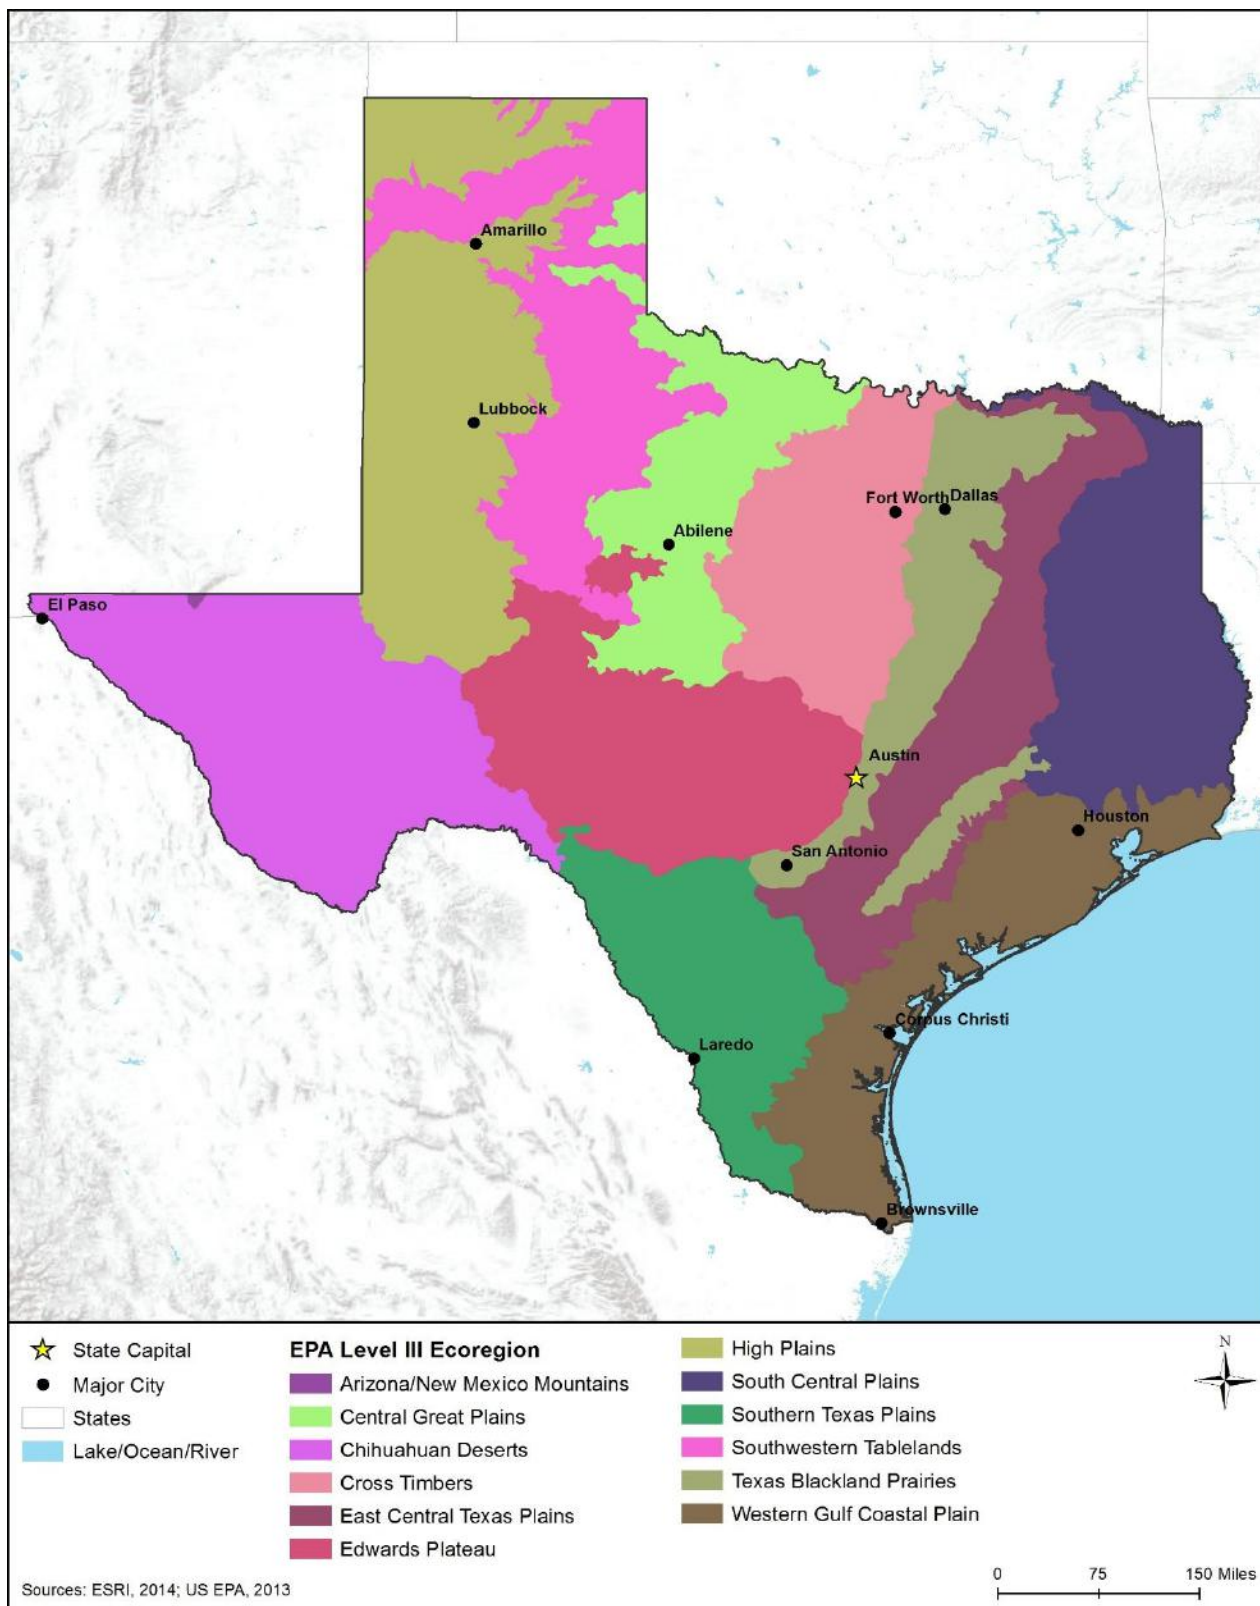 Amarillo
Lubbock
Fort Worth
Dallas
Abilene
El Paso
Austin
Houston
San Antonio
Corpus Christi
Laredo
Brownsville
State Capital
Major City
States
Lake/Ocean/River
EPA Level III Ecoregion
Arizona/New Mexico Mountains
Central Great Plains
Chihuahuan Deserts
Cross Timbers
East Central Texas Plains
Edwards Plateau
High Plains
South Central Plains
Southern Texas Plains
Southwestern Tablelands
Texas Blackland Prairies
Western Gulf Coastal Plain
N
Sources: ESRI, 2014; US EPA, 2013
0 75 150 Miles